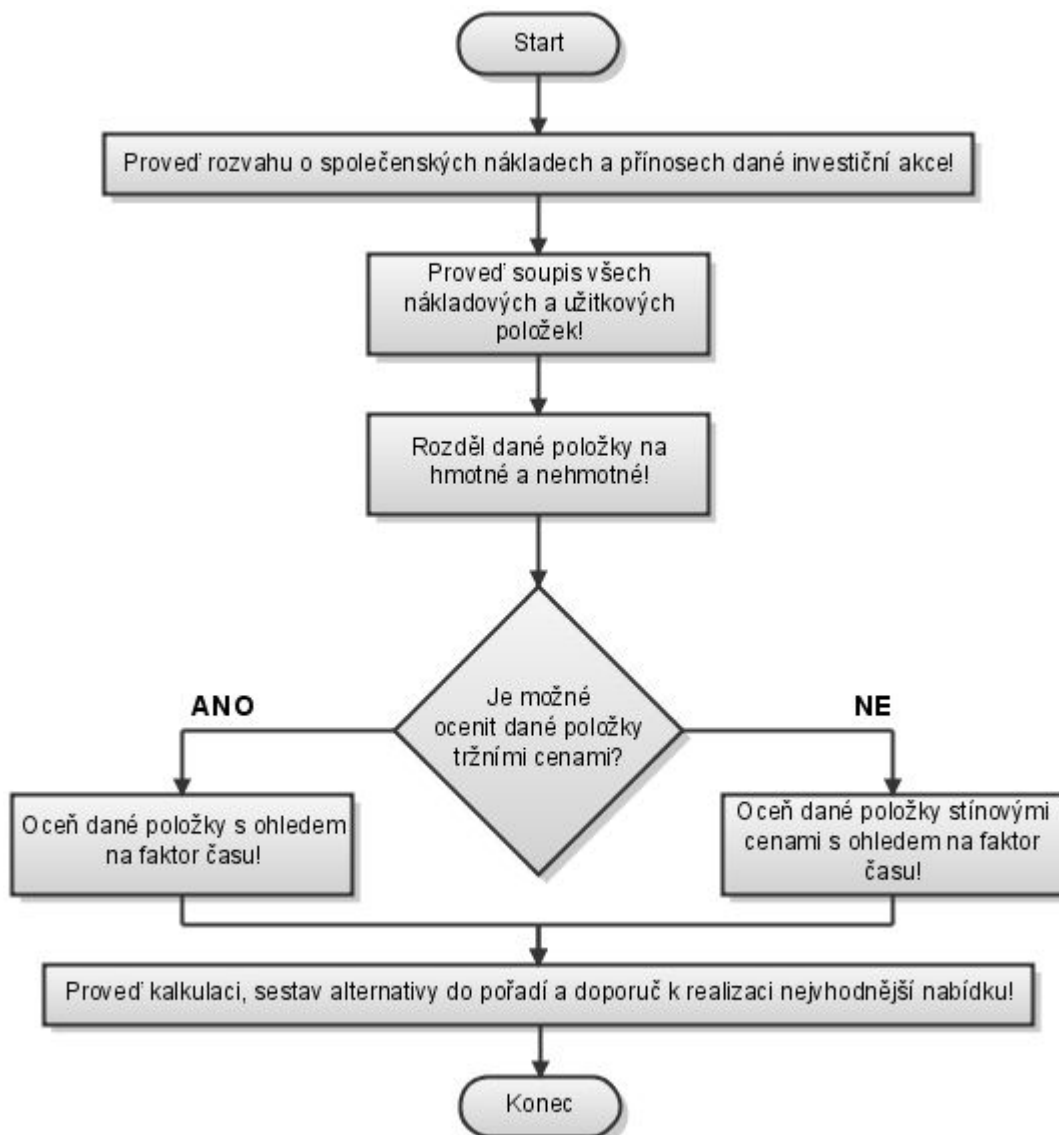 Start
Proveď rozvahu o společenských nákladech a přínosech dané investiční akce!
Proveď soupis všech
nákladových a užitkových
položek!
Rozděl dané položky na
hmotné a nehmotné!
Je možné
ocenit dané položky
tržními cenami?
ANO
NE
Oceň dané položky s ohledem
na faktor času!
Oceň dané položky stínovými
cenami s ohledem na faktor
času!
Proveď kalkulaci, sestav alternativy do pořadí a doporuč k realizaci nejvhodnější nabídku!
Konec